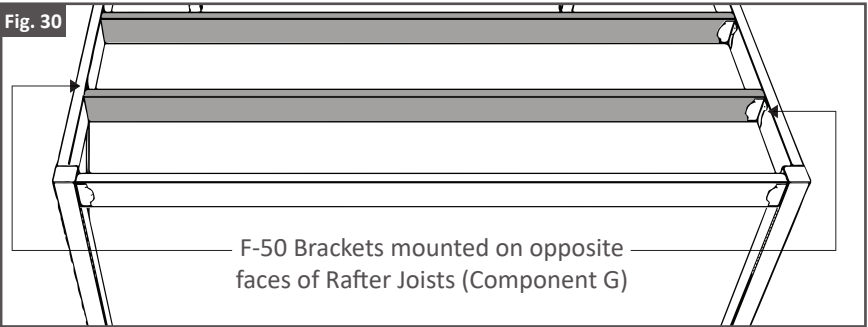 Fig. 30
F-50 Brackets mounted on opposite
faces of Rafter Joists (Component G)